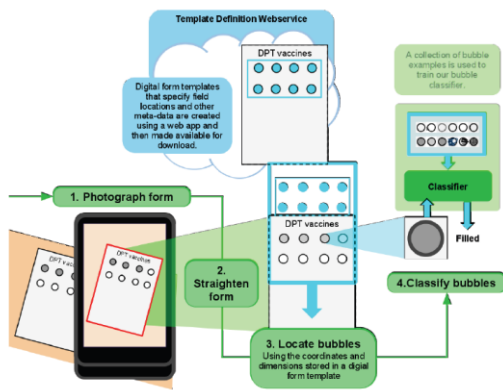 Template Definition Webservice
DPT vaccines
Digital form templates
that specify field
locations and other
meta-data are created
using a web app and
then made available for
download.
A collection of bubble
examples is used to
train our bubble
classifier.
Classifier
Filled
1. Photograph form
DPT vaccines
DPT vaccines
2.
Straighten
form
DPT vaccines
3. Locate bubbles
Using the coordinates and
dimensions stored in a digial
form template
4.Classify bubbles